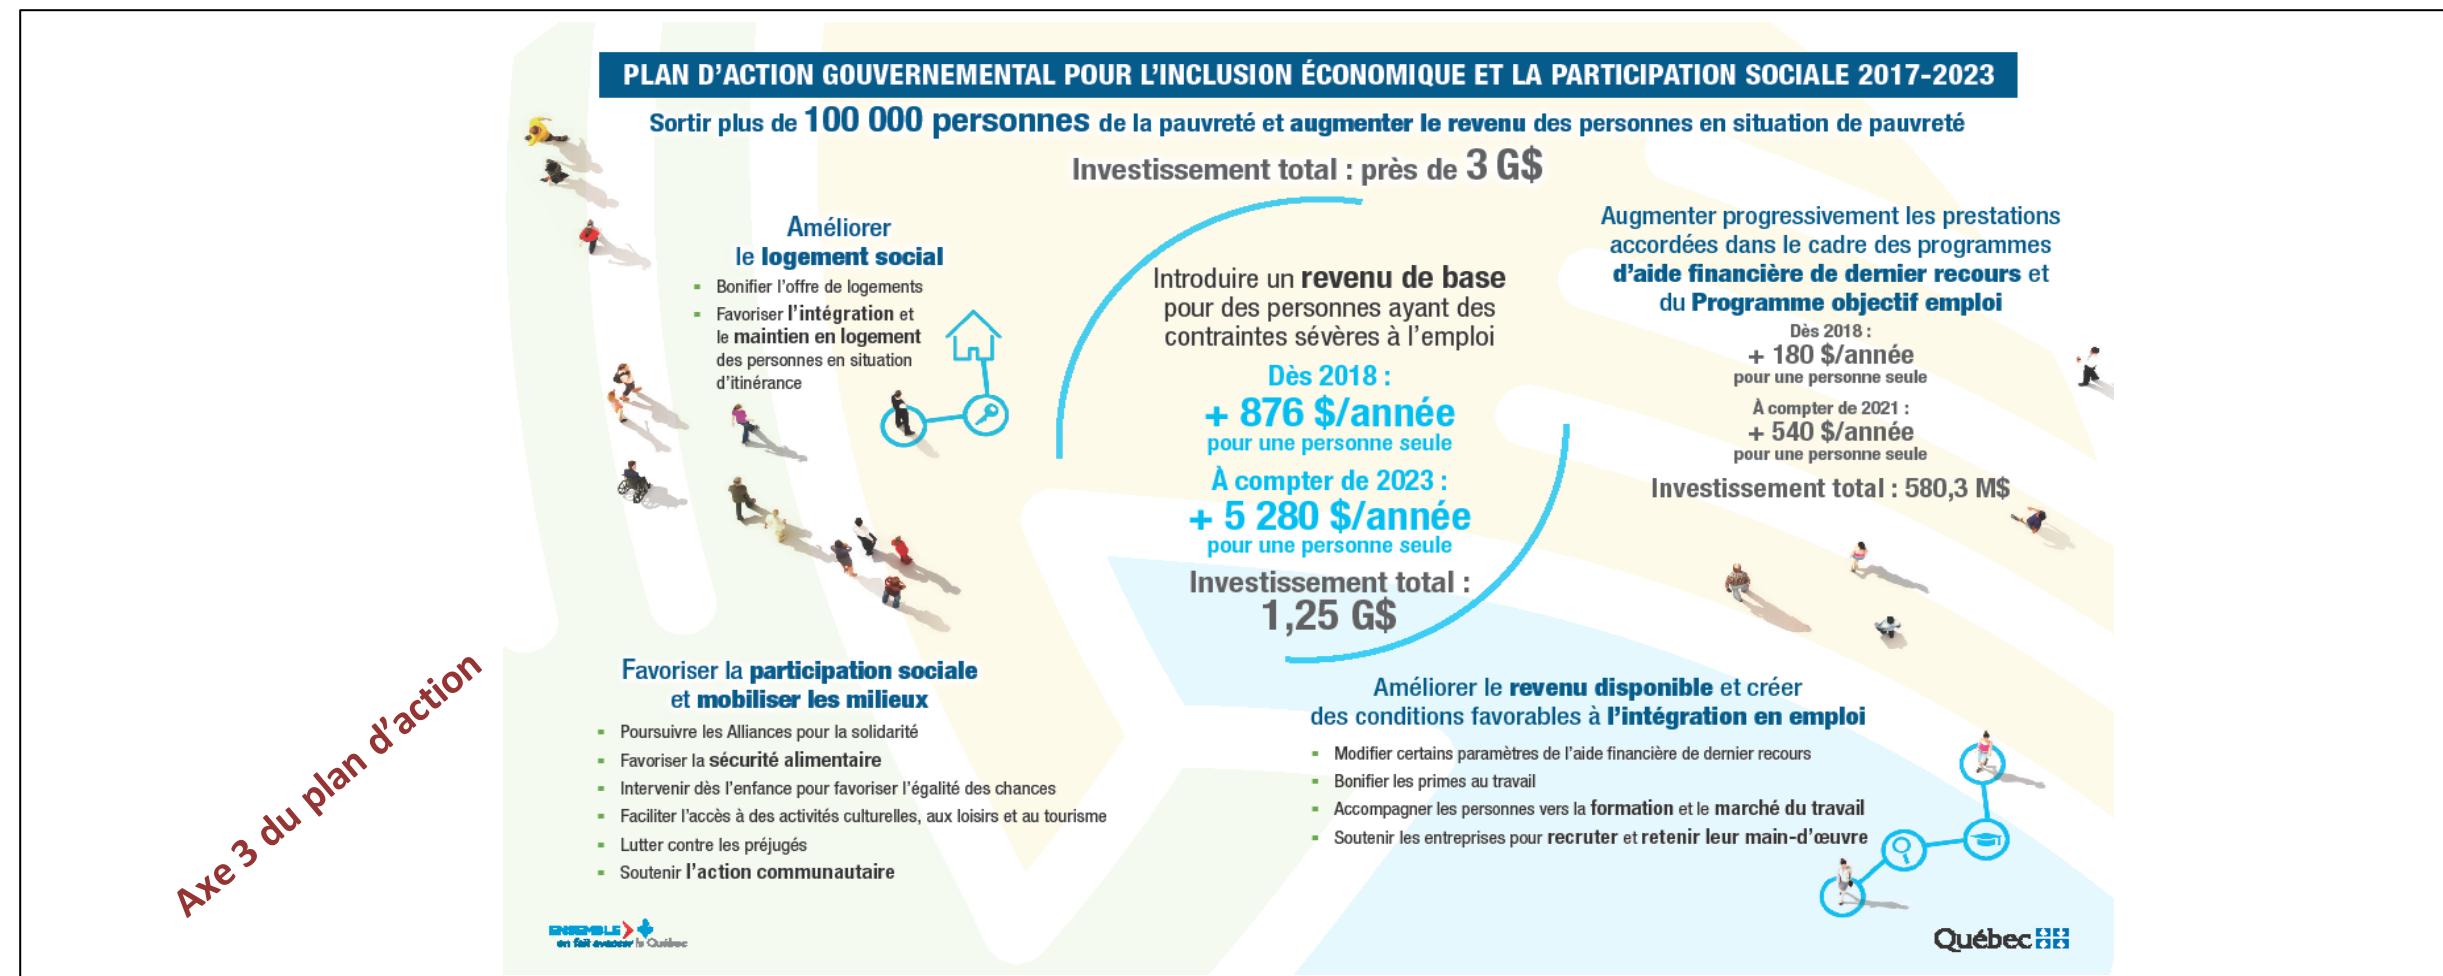 PLAN D'ACTION GOUVERNEMENTAL POUR L'INCLUSION ÉCONOMIQUE ET LA PARTICIPATION SOCIALE 2017-2023
Sortir plus de 100 000 personnes de la pauvreté et augmenter le revenu des personnes en situation de pauvreté
Investissement total : près de 3 G$
Améliorer
le logement social
▪ Bonifier l'offre de logements
▪ Favoriser l'intégration et
le maintien en logement
des personnes en situation
d'itinérance
Introduire un revenu de base
pour des personnes ayant des
contraintes sévères à l'emploi
Dès 2018 :
+ 876 $/année
pour une personne seule
À compter de 2023 :
+ 5 280 $/année
pour une personne seule
Investissement total :
1,25 G$
Augmenter progressivement les prestations
accordées dans le cadre des programmes
d'aide financière de dernier recours et
du Programme objectif emploi
Dès 2018 :
+ 180 $/année
pour une personne seule
À compter de 2021 :
+ 540 $/année
pour une personne seule
Investissement total : 580,3 M$
Axe 3 du plan d'action
Favoriser la participation sociale
et mobiliser les milieux
▪ Poursuivre les Alliances pour la solidarité
▪ Favoriser la sécurité alimentaire
▪ Intervenir dès l'enfance pour favoriser l'égalité des chances
▪ Faciliter l'accès à des activités culturelles, aux loisirs et au tourisme
▪ Lutter contre les préjugés
▪ Soutenir l'action communautaire
Améliorer le revenu disponible et créer
des conditions favorables à l'intégration en emploi
▪ Modifier certains paramètres de l'aide financière de dernier recours
▪ Bonifier les primes au travail
▪ Accompagner les personnes vers la formation et le marché du travail
▪ Soutenir les entreprises pour recruter et retenir leur main-d'œuvre
ENSEMBLE
on fait avancer le Québec
Québec